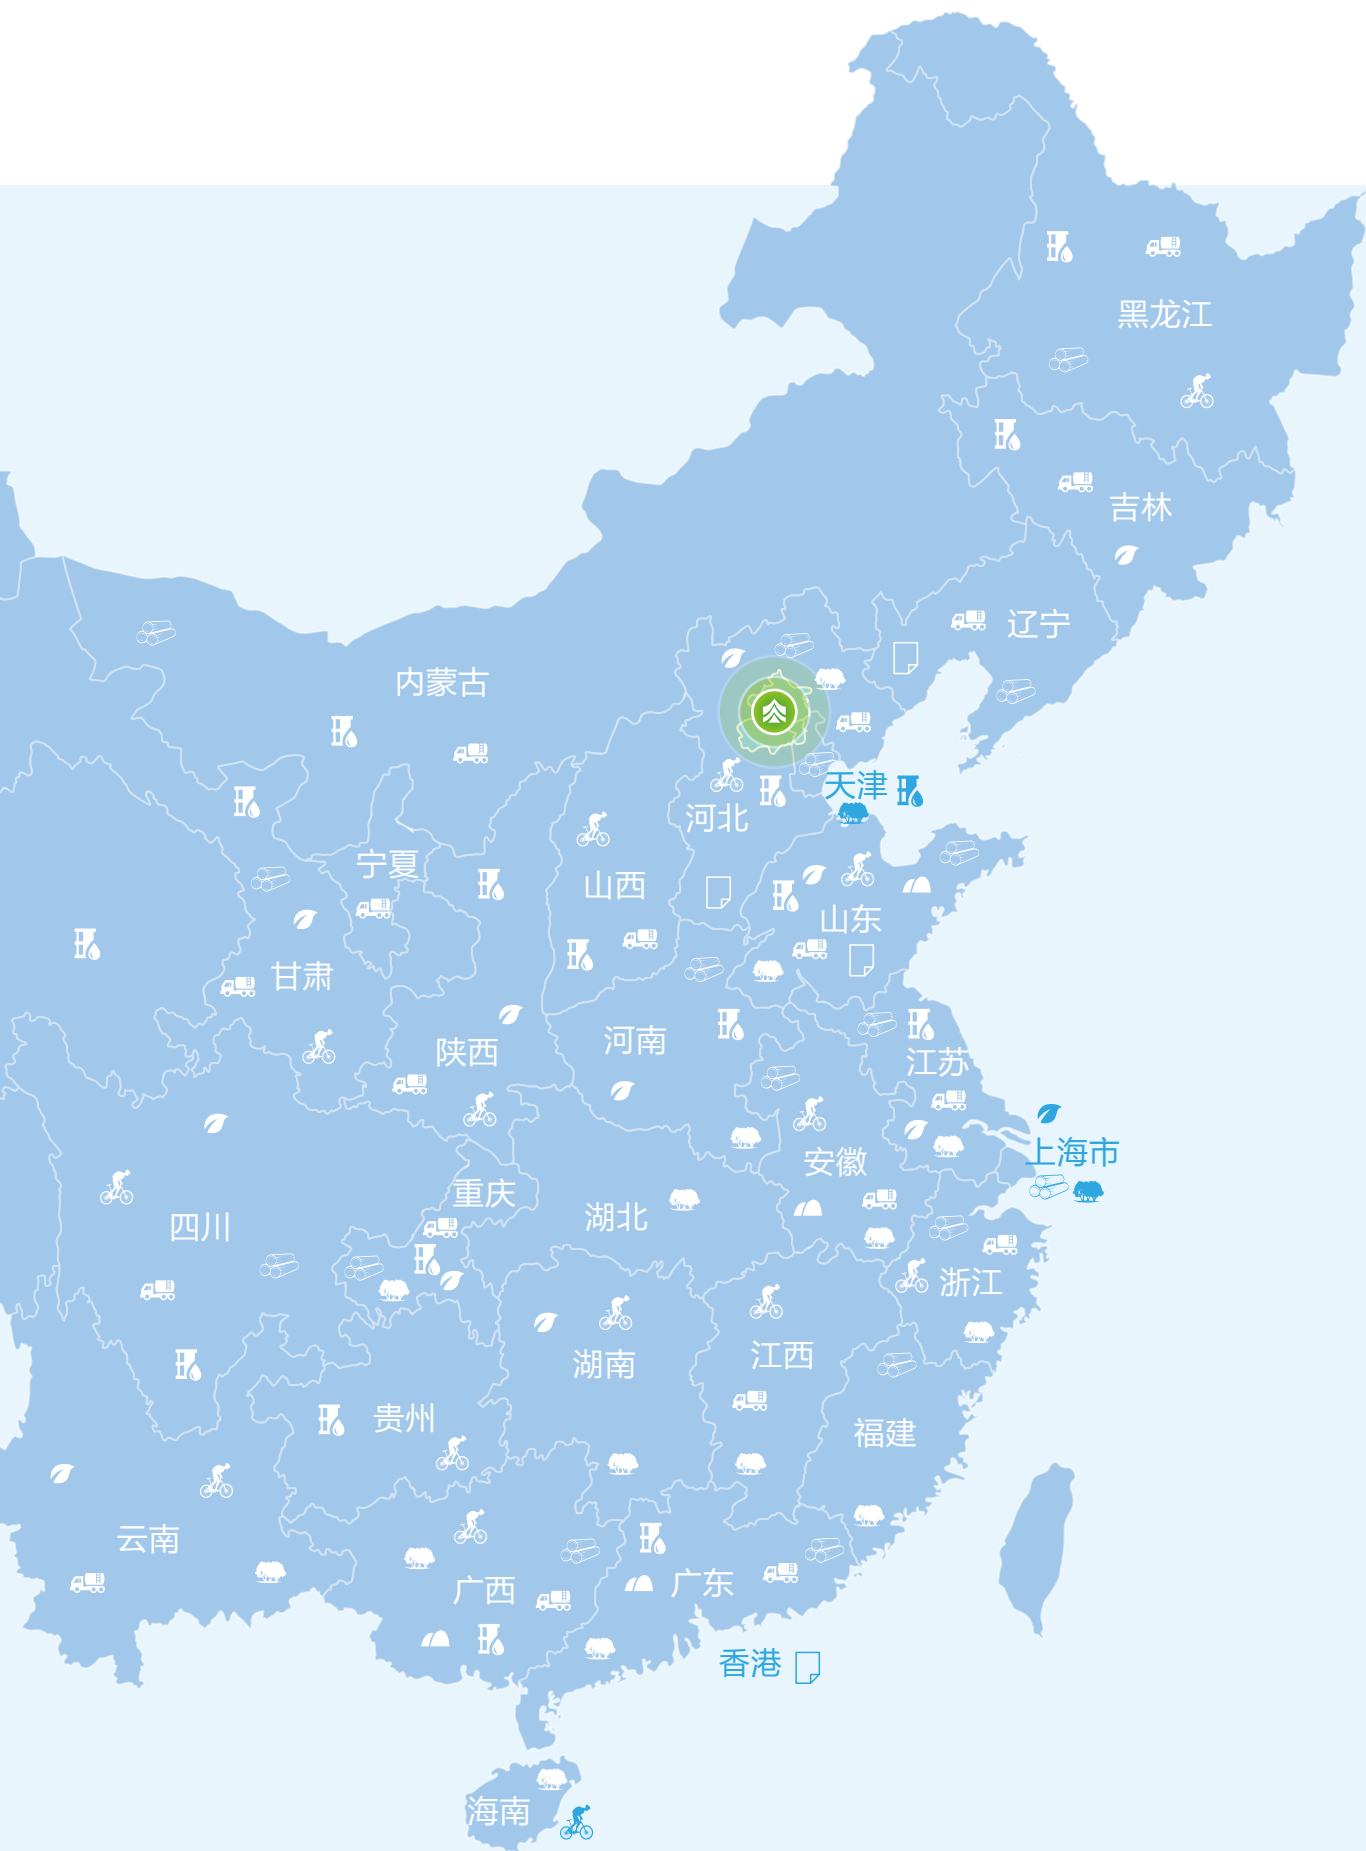 黑龙江
吉林
辽宁
内蒙古
天津
河北
宁夏
山西
山东
甘肃
河南
陕西
江苏
上海市
安徽
重庆
湖北
四川
浙江
江西
湖南
贵州
福建
云南
广西
广东
香港
海南